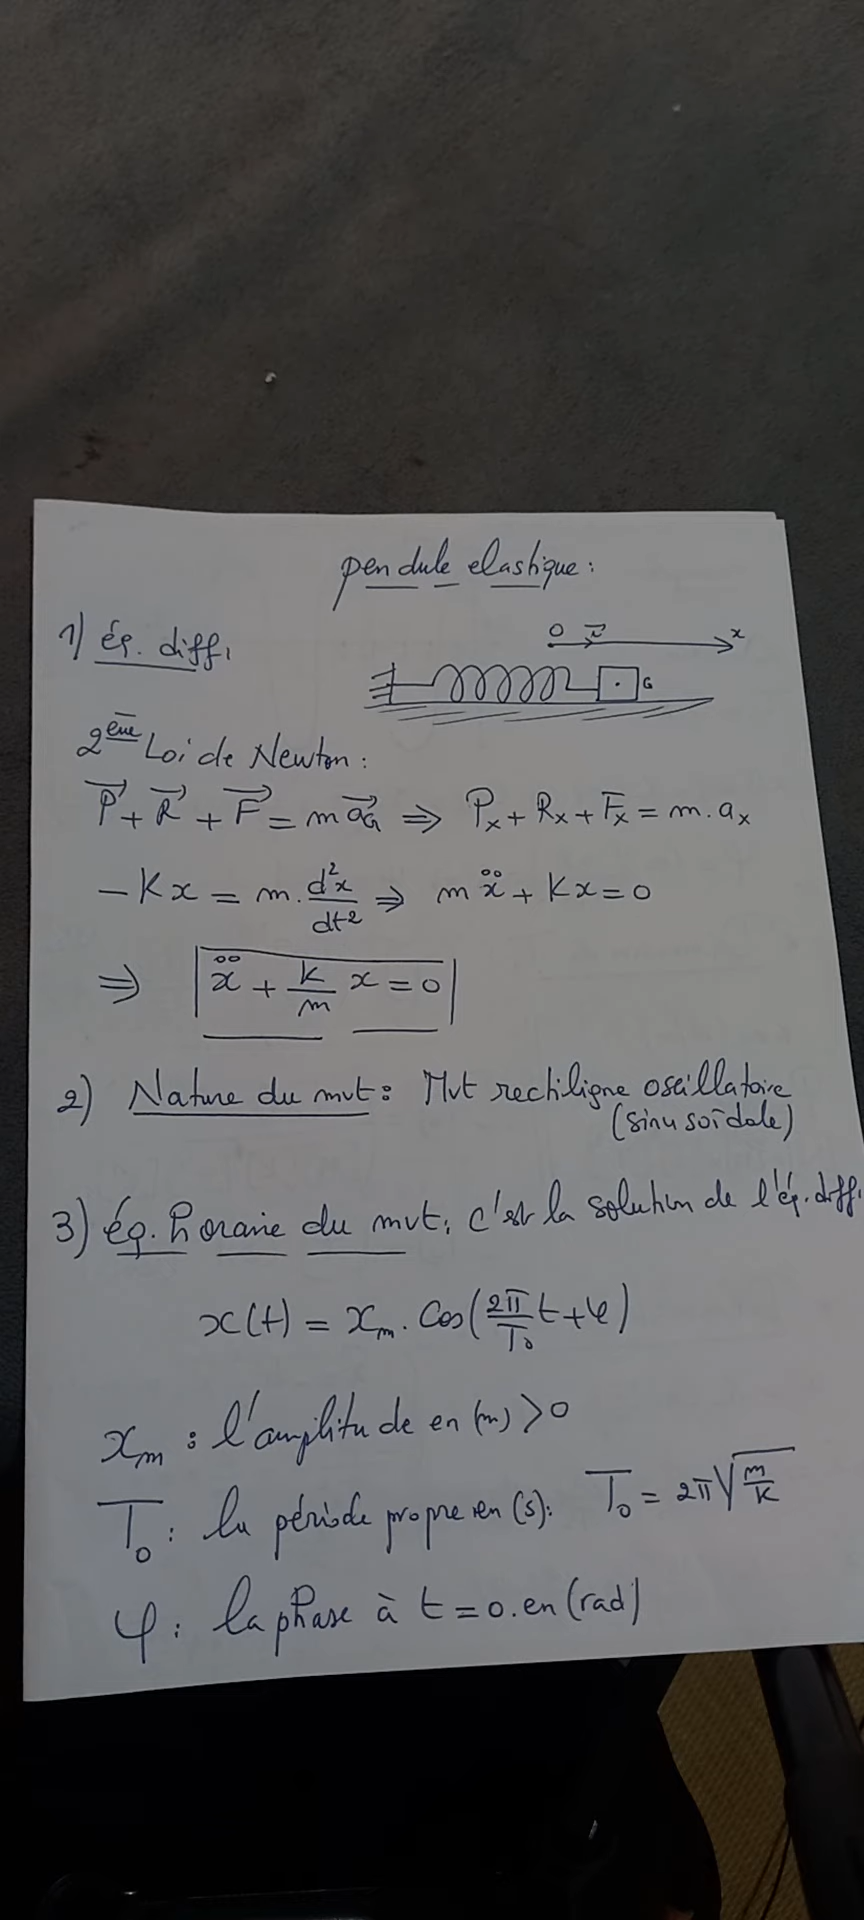 pendule elastique :
1) éq. diff.
O i x
G
2ème Loi de Newton :
P + R + F = m aG ⇒ Px + Rx + Fx = m. ax
- Kx = m. d²x/dt² ⇒ m ẍ + Kx = 0
⇒ ẍ + k/m x = 0
2) Nature du mvt : Mvt rectiligne oscillatoire
(sinusoïdale)
3) éq. horaire du mvt. c'est la solution de l'éq. diff.
x(t) = xm. Cos(2π/T₀ t + φ)
xm : l'amplitude en (m) > 0
T₀ : la période propre en (s) : T₀ = 2π√(m/K)
φ : la phase à t = 0. en (rad)